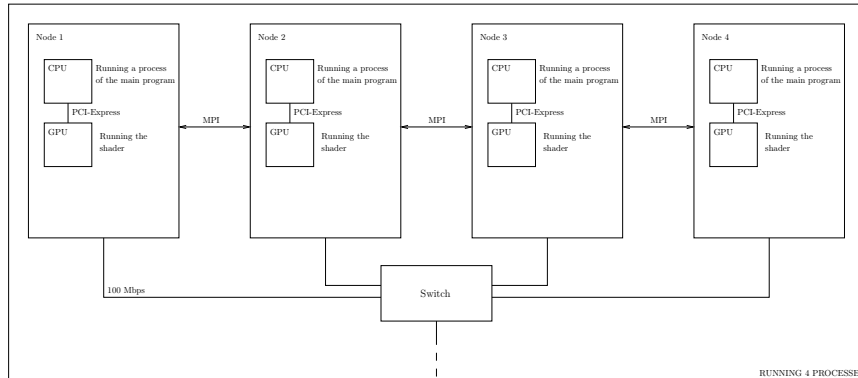 Node 1
CPU
Running a process
of the main program
PCI-Express
GPU
Running the
shader
MPI
Node 2
CPU
Running a process
of the main program
PCI-Express
GPU
Running the
shader
MPI
Node 3
CPU
Running a process
of the main program
PCI-Express
GPU
Running the
shader
MPI
Node 4
CPU
Running a process
of the main program
PCI-Express
GPU
Running the
shader
100 Mbps
Switch
RUNNING 4 PROCESSE